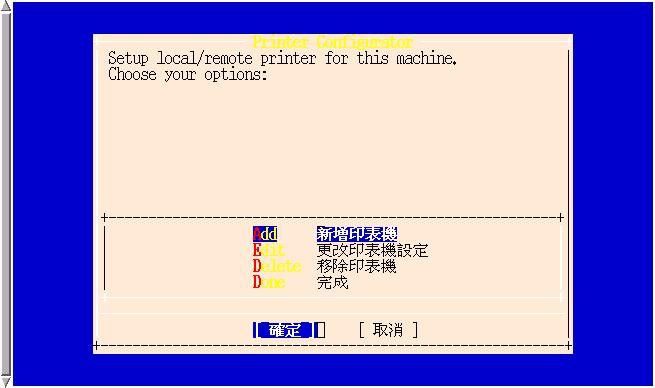 Printer Configurator
Setup local/remote printer for this machine.
Choose your options:
Add 新增印表機
Edit 更改印表機設定
Delete 移除印表機
Done 完成
[ 確定 ] [ 取消 ]